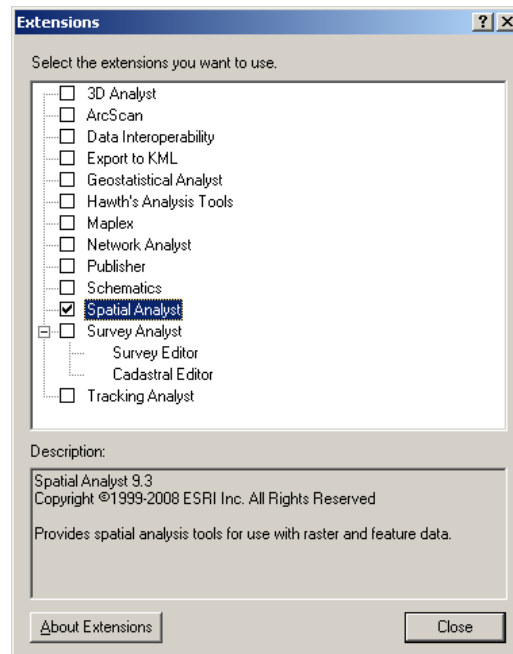 Extensions
Select the extensions you want to use.
3D Analyst
ArcScan
Data Interoperability
Export to KML
Geostatistical Analyst
Hawth's Analysis Tools
Maplex
Network Analyst
Publisher
Schematics
Spatial Analyst
Survey Analyst
Survey Editor
Cadastral Editor
Tracking Analyst
Description:
Spatial Analyst 9.3
Copyright ©1999-2008 ESRI Inc. All Rights Reserved
Provides spatial analysis tools for use with raster and feature data.
About Extensions Close